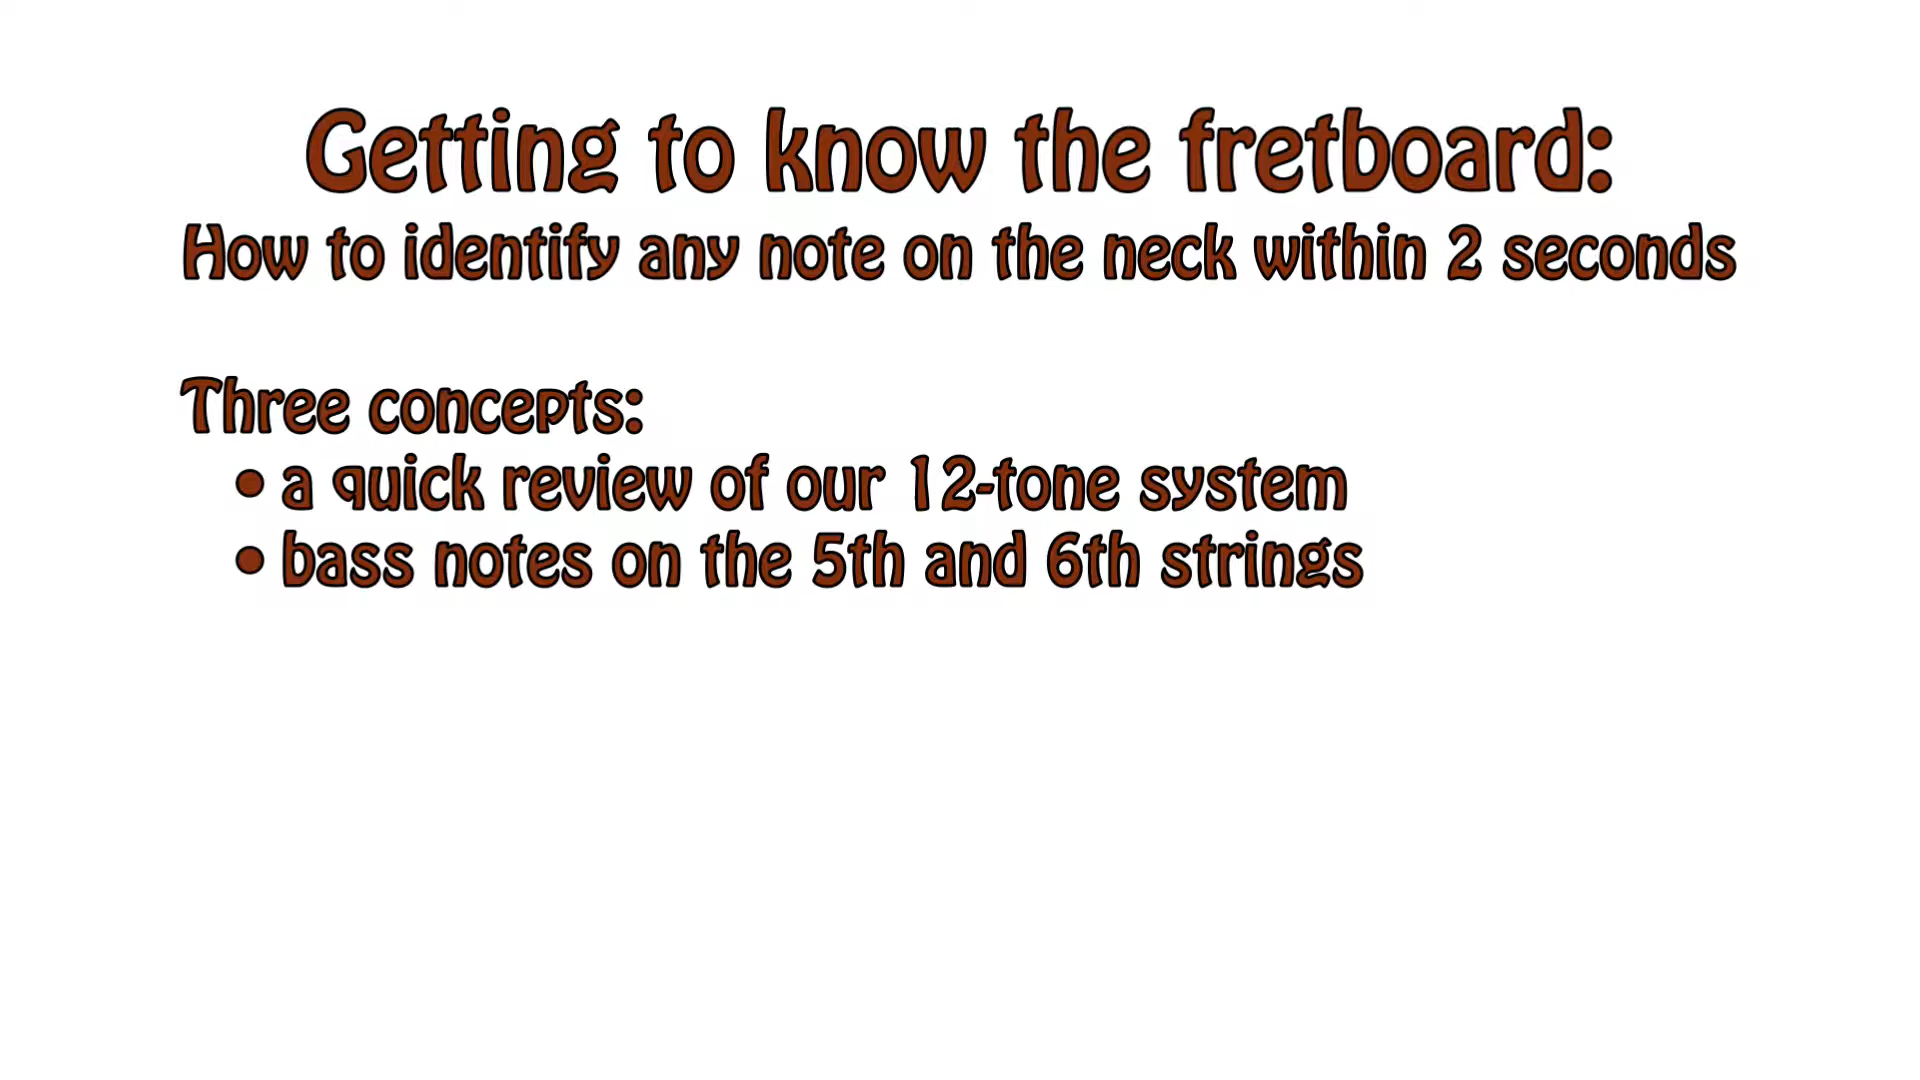 Getting to know the fretboard:
How to identify any note on the neck within 2 seconds
Three concepts:
• a quick review of our 12-tone system
• bass notes on the 5th and 6th strings